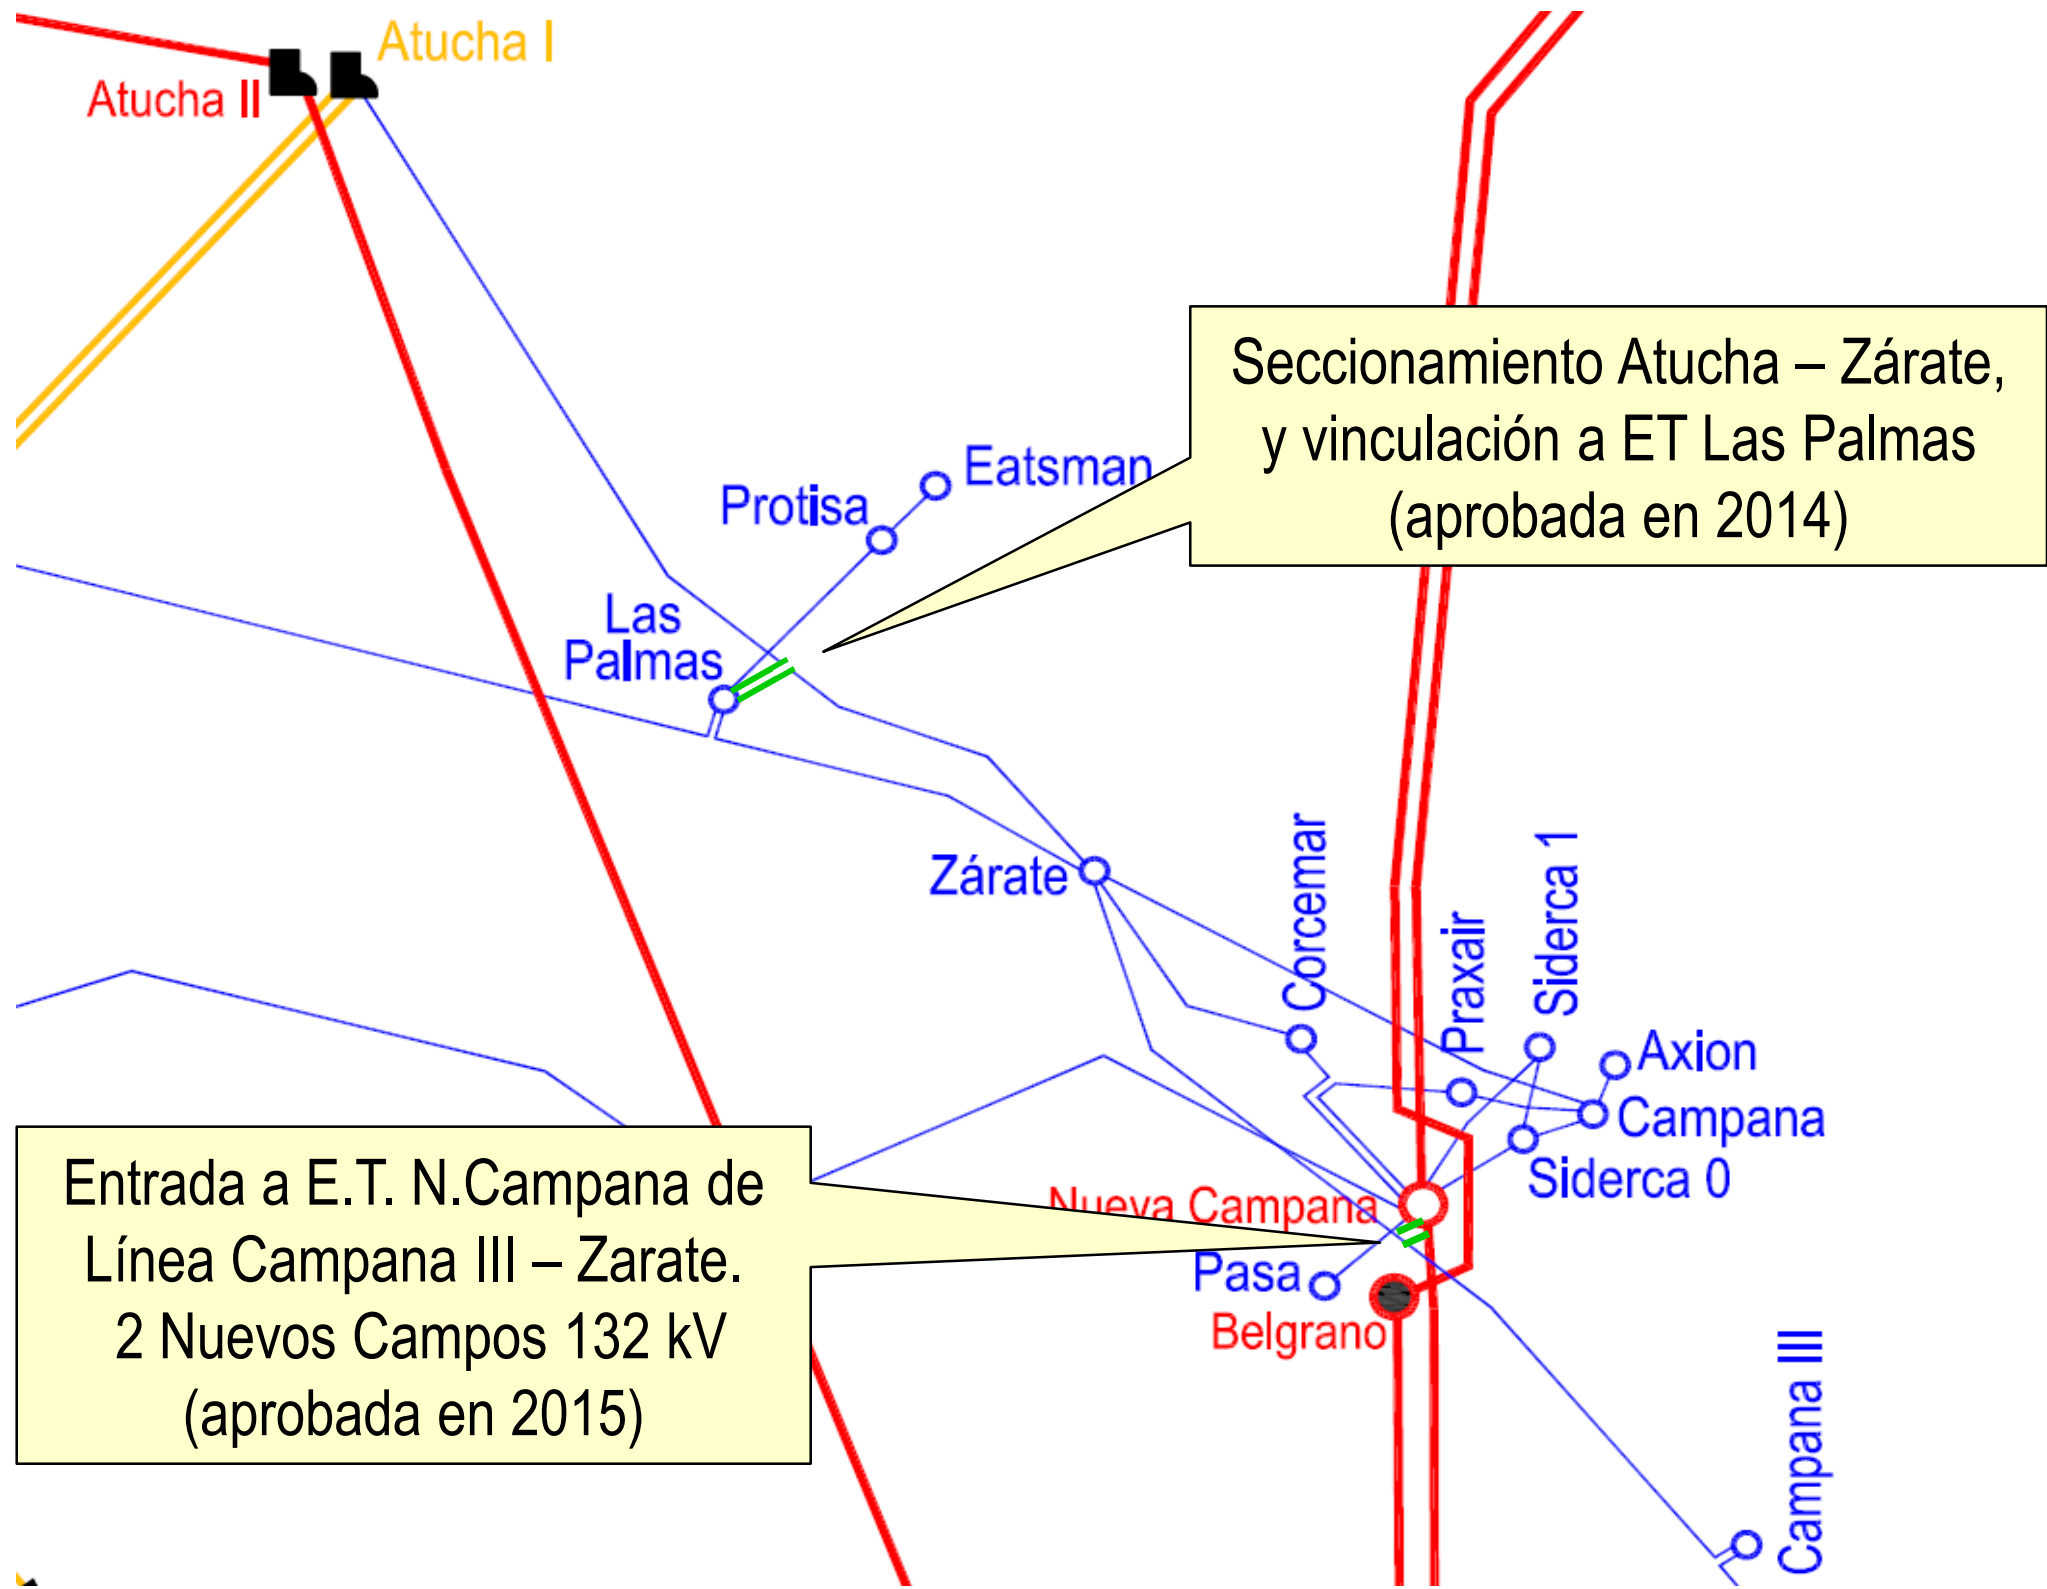 Atucha I
Atucha II
Seccionamiento Atucha – Zárate,
y vinculación a ET Las Palmas
(aprobada en 2014)
Eatsman
Protisa
Las
Palmas
Zárate
Corcemar
Praxair
Siderca 1
Axion
Campana
Siderca 0
Entrada a E.T. N.Campana de
Línea Campana III – Zarate.
2 Nuevos Campos 132 kV
(aprobada en 2015)
Nueva Campana
Pasa
Belgrano
Campana III